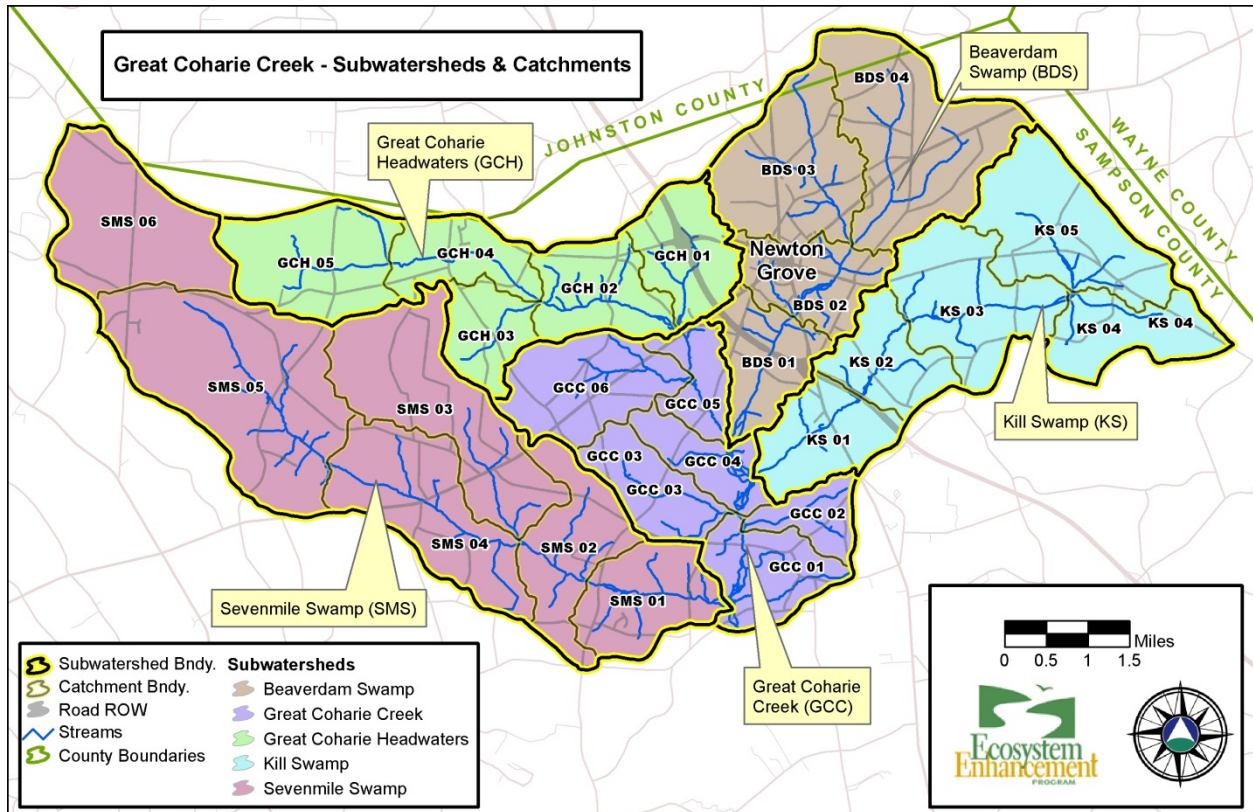 Great Coharie Creek - Subwatersheds & Catchments
Beaverdam
Swamp (BDS)
BDS 04
JOHNSTON COUNTY
WAYNE COUNTY
SAMPSON COUNTY
Great Coharie
Headwaters (GCH)
BDS 03
SMS 06
KS 05
GCH 05
GCH 04
GCH 01
Newton
Grove
GCH 02
BDS 02
KS 03
KS 04
KS 04
GCH 03
BDS 01
KS 02
SMS 05
GCC 06
SMS 03
GCC 05
Kill Swamp (KS)
KS 01
GCC 03
GCC 04
GCC 03
GCC 02
SMS 04
SMS 02
GCC 01
SMS 01
Sevenmile Swamp (SMS)
Great Coharie
Creek (GCC)
Subwatershed Bndy.
Catchment Bndy.
Road ROW
Streams
County Boundaries
Subwatersheds
Beaverdam Swamp
Great Coharie Creek
Great Coharie Headwaters
Kill Swamp
Sevenmile Swamp
Miles
0 0.5 1 1.5
Ecosystem
Enhancement
PROGRAM